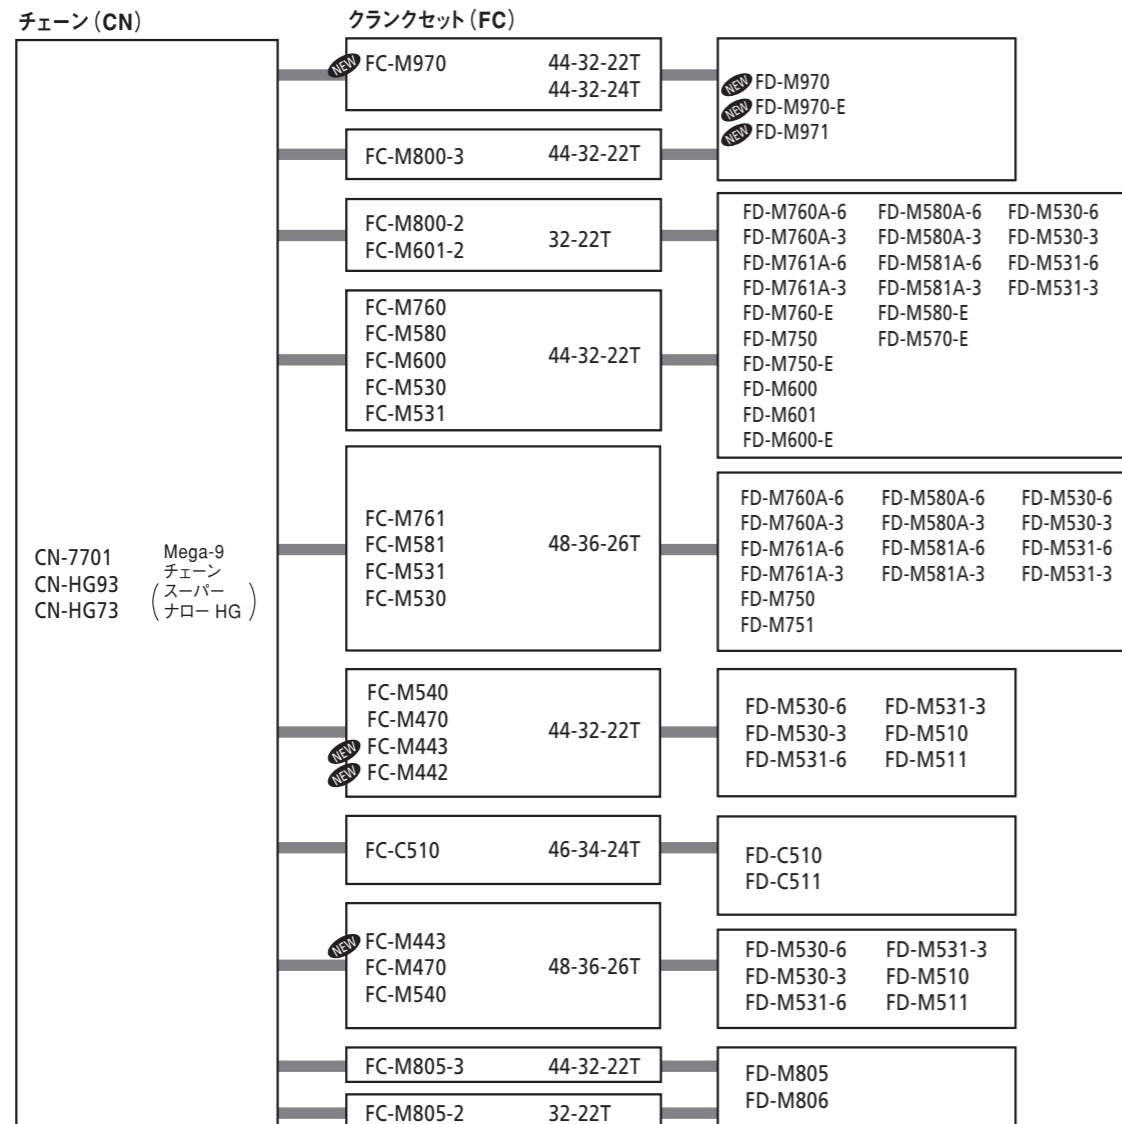 チェーン（CN）
クランクセット（FC）
CN-7701
CN-HG93
CN-HG73
Mega-9
チェーン
（スーパー
ナローHG）
NEW FC-M970 44-32-22T
44-32-24T
NEW FD-M970
NEW FD-M970-E
NEW FD-M971
FC-M800-3 44-32-22T
FC-M800-2
FC-M601-2
32-22T
FD-M760A-6 FD-M580A-6 FD-M530-6
FD-M760A-3 FD-M580A-3 FD-M530-3
FD-M761A-6 FD-M581A-6 FD-M531-6
FD-M761A-3 FD-M581A-3 FD-M531-3
FD-M760-E FD-M580-E
FD-M750 FD-M570-E
FD-M750-E
FD-M600
FD-M601
FD-M600-E
FC-M760
FC-M580
FC-M600 44-32-22T
FC-M530
FC-M531
FC-M761
FC-M581 48-36-26T
FC-M531
FC-M530
FD-M760A-6 FD-M580A-6 FD-M530-6
FD-M760A-3 FD-M580A-3 FD-M530-3
FD-M761A-6 FD-M581A-6 FD-M531-6
FD-M761A-3 FD-M581A-3 FD-M531-3
FD-M750
FD-M751
FC-M540
FC-M470 44-32-22T
NEW FC-M443
NEW FC-M442
FD-M530-6 FD-M531-3
FD-M530-3 FD-M510
FD-M531-6 FD-M511
FC-C510 46-34-24T
FD-C510
FD-C511
NEW FC-M443
FC-M470 48-36-26T
FC-M540
FD-M530-6 FD-M531-3
FD-M530-3 FD-M510
FD-M531-6 FD-M511
FC-M805-3 44-32-22T
FD-M805
FD-M806
FC-M805-2 32-22T